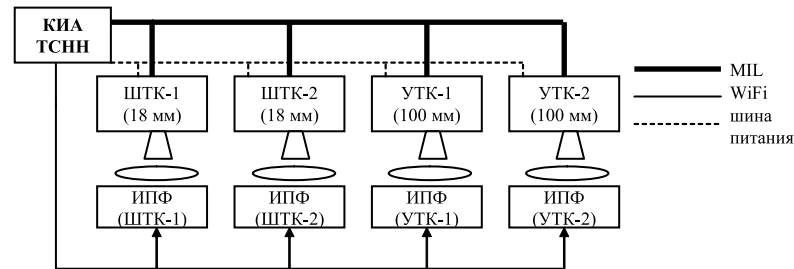 КИА
ТСНН
ШТК-1
(18 мм)
ШТК-2
(18 мм)
УТК-1
(100 мм)
УТК-2
(100 мм)
MIL
WiFi
шина
питания
ИПФ
(ШТК-1)
ИПФ
(ШТК-2)
ИПФ
(УТК-1)
ИПФ
(УТК-2)